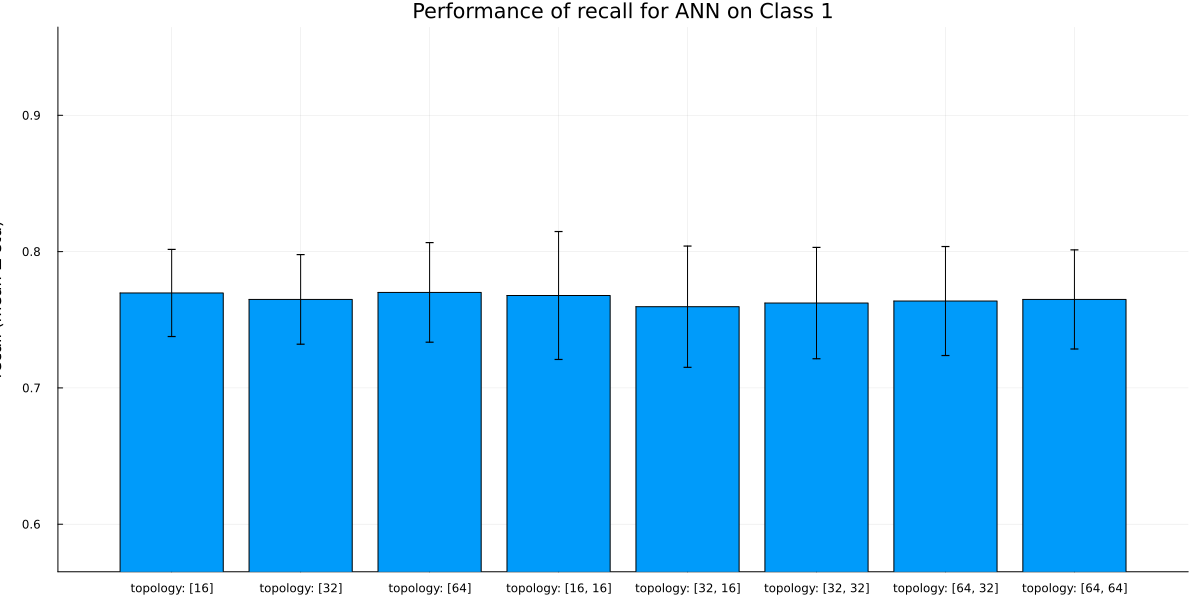 Performance of recall for ANN on Class 1
0.9
0.8
0.7
0.6
topology: [16] topology: [32] topology: [64] topology: [16, 16] topology: [32, 16] topology: [32, 32] topology: [64, 32] topology: [64, 64]